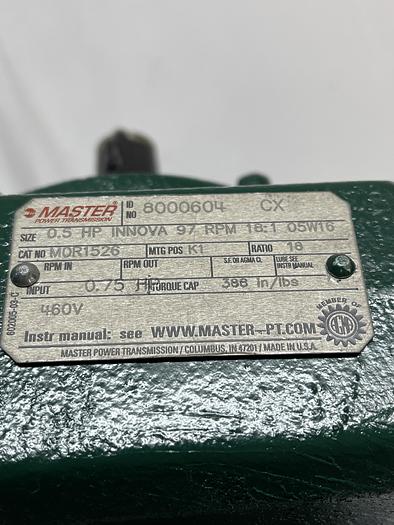 MASTER POWER TRANSMISSION ID NO 8000604 CX
SIZE 0.5 HP INNOVA 97 RPM 18:1 05W16
CAT NO MOR1526 MTG POS K1 RATIO 18
RPM IN RPM OUT S.F. OR AGMA CL LUBE SEE INSTR MANUAL
INPUT 0.75 HP TORQUE CAP 386 in/lbs
460V
Instr manual: see WWW.MASTER-PT.COM
MASTER POWER TRANSMISSION / COLUMBUS, IN 47201 / MADE IN U.S.A.
MEMBER OF
AGMA